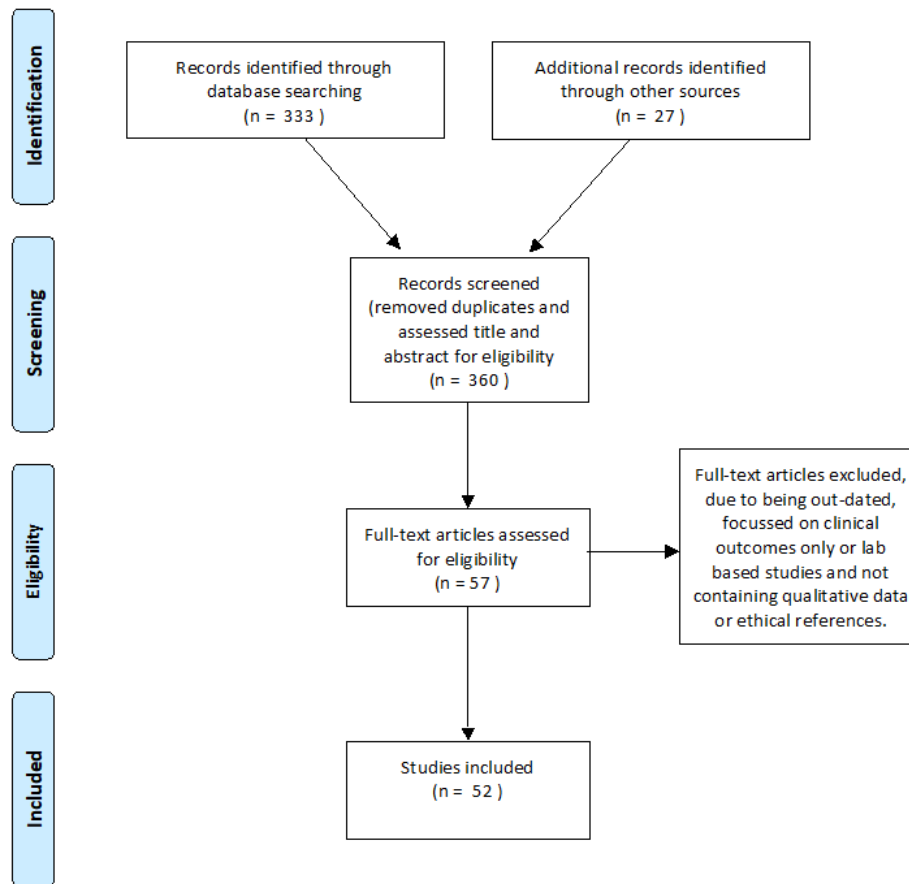 Identification
Records identified through
database searching
(n = 333 )
Additional records identified
through other sources
(n = 27 )
Screening
Records screened
(removed duplicates and
assessed title and
abstract for eligibility
(n = 360 )
Eligibility
Full-text articles assessed
for eligibility
(n = 57 )
Full-text articles excluded,
due to being out-dated,
focussed on clinical
outcomes only or lab
based studies and not
containing qualitative data
or ethical references.
Included
Studies included
(n = 52 )